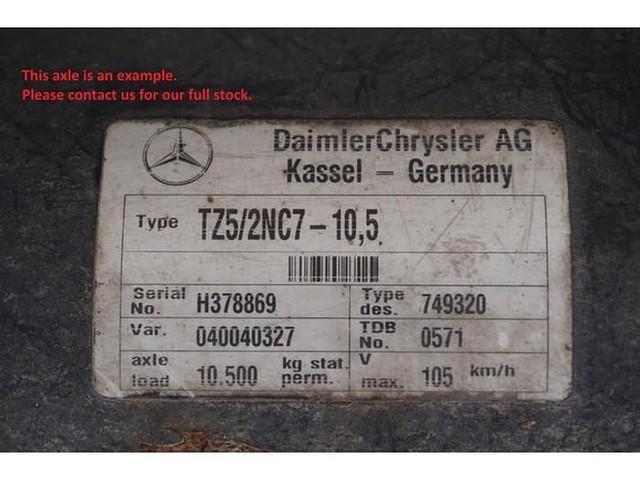 This axle is an example.
Please contact us for our full stock.
DaimlerChrysler AG
Kassel – Germany
Type TZ5/2NC7-10,5
Serial No. H378869 Type des. 749320
Var. 040040327 TDB No. 0571
axle load 10.500 kg stat. perm. V max. 105 km/h